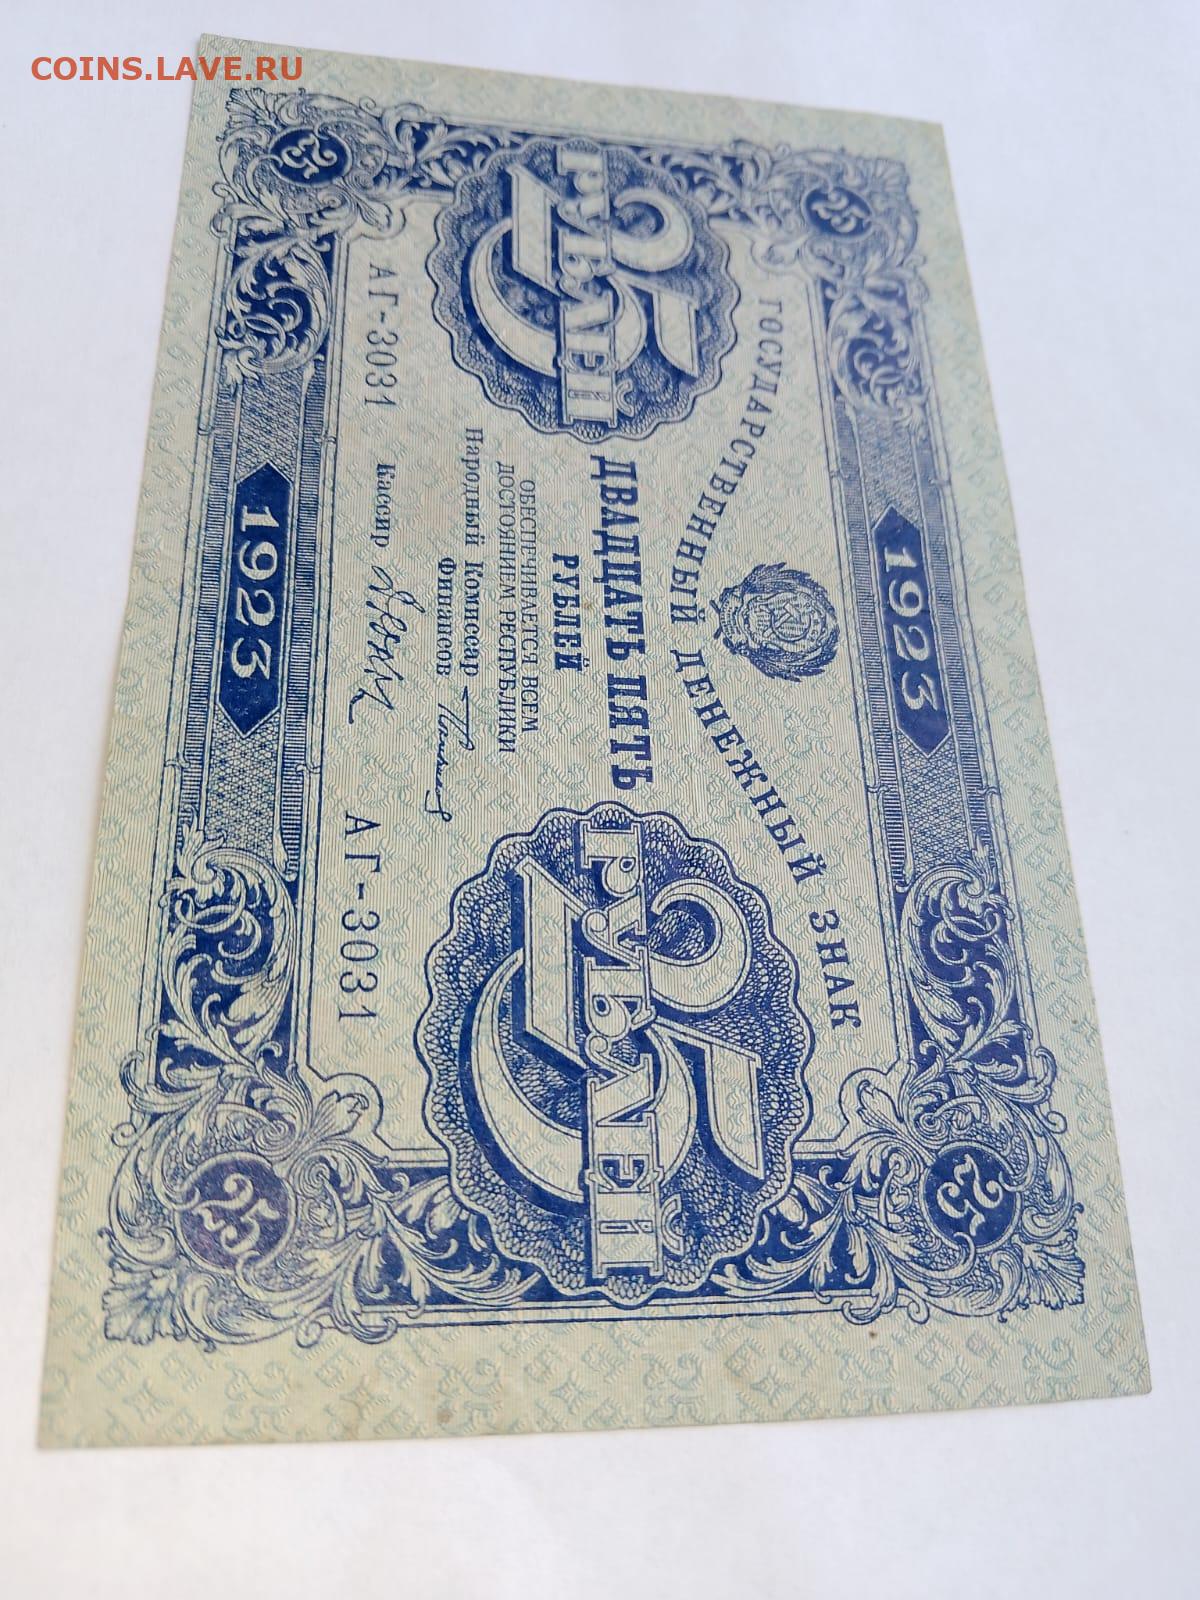 COINS.LAVE.RU
25
1923
25
ГОСУДАРСТВЕННЫЙ ДЕНЕЖНЫЙ ЗНАК
25
РУБЛЕЙ
ДВАДЦАТЬ ПЯТЬ
РУБЛЕЙ
25
РУБЛЕЙ
ОБЕСПЕЧИВАЕТСЯ ВСЕМ
ДОСТОЯНИЕМ РЕСПУБЛИКИ
Народный Комиссар
Финансов
АГ-3031
Кассир
АГ-3031
25
1923
25